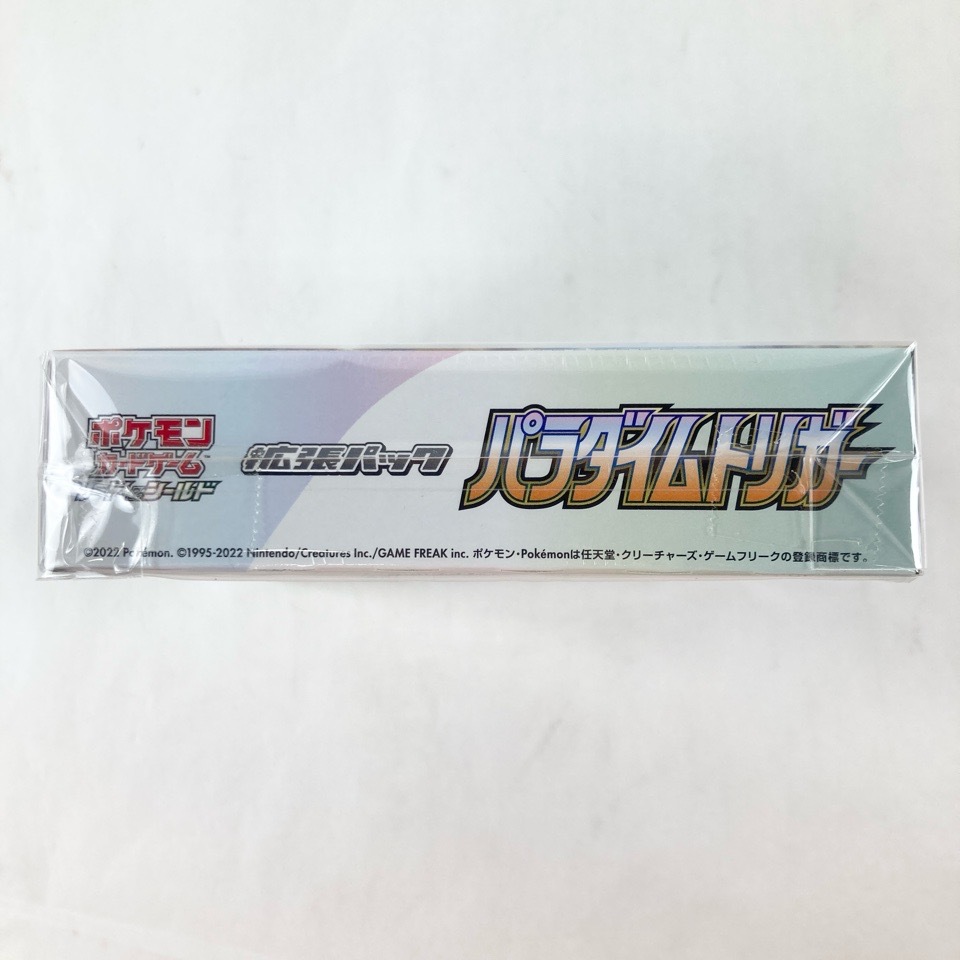 ポケモン
カードゲーム
ソード&シールド
拡張パック
パラダイムトリガー
©2022 Pokémon. ©1995-2022 Nintendo/Creatures Inc./GAME FREAK inc. ポケモン・Pokémonは任天堂・クリーチャーズ・ゲームフリークの登録商標です。